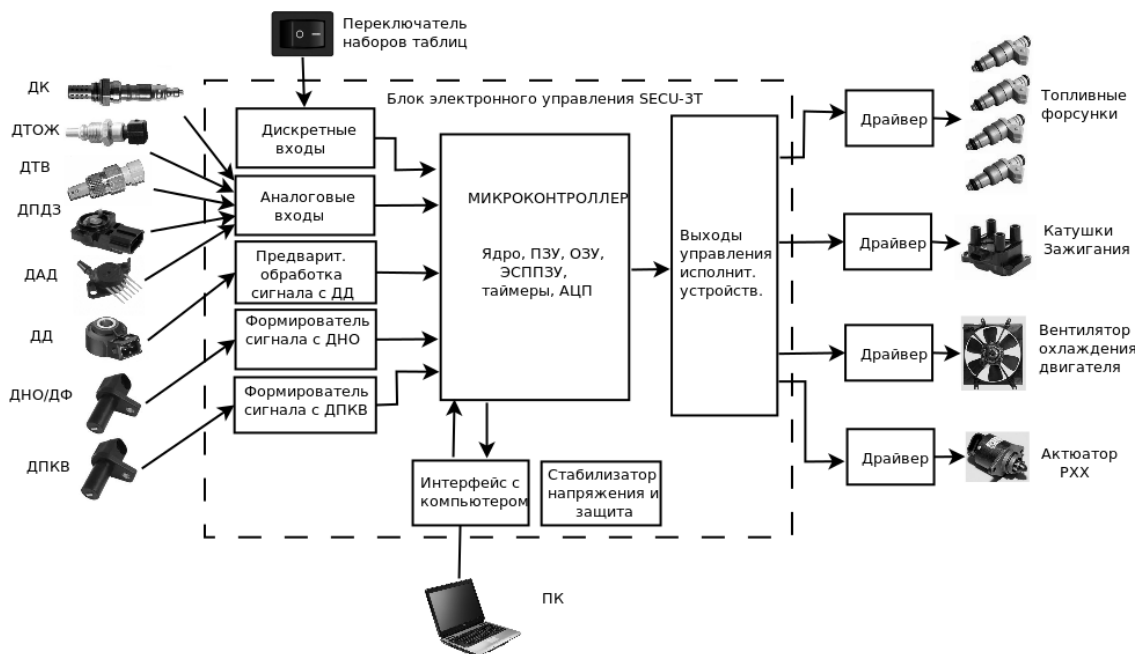 Переключатель
наборов таблиц
ДК
ДТОЖ
ДТВ
ДПДЗ
ДАД
ДД
ДНО/ДФ
ДПКВ
Блок электронного управления SECU-3T
Дискретные
входы
Аналоговые
входы
Предварит.
обработка
сигнала с ДД
Формирователь
сигнала с ДНО
Формирователь
сигнала с ДПКВ
МИКРОКОНТРОЛЛЕР
Ядро, ПЗУ, ОЗУ,
ЭСППЗУ,
таймеры, АЦП
Выходы
управления
исполнит.
устройств.
Интерфейс с
компьютером
Стабилизатор
напряжения и
защита
ПК
Драйвер
Топливные
форсунки
Драйвер
Катушки
Зажигания
Драйвер
Вентилятор
охлаждения
двигателя
Драйвер
Актюатор
РХХ